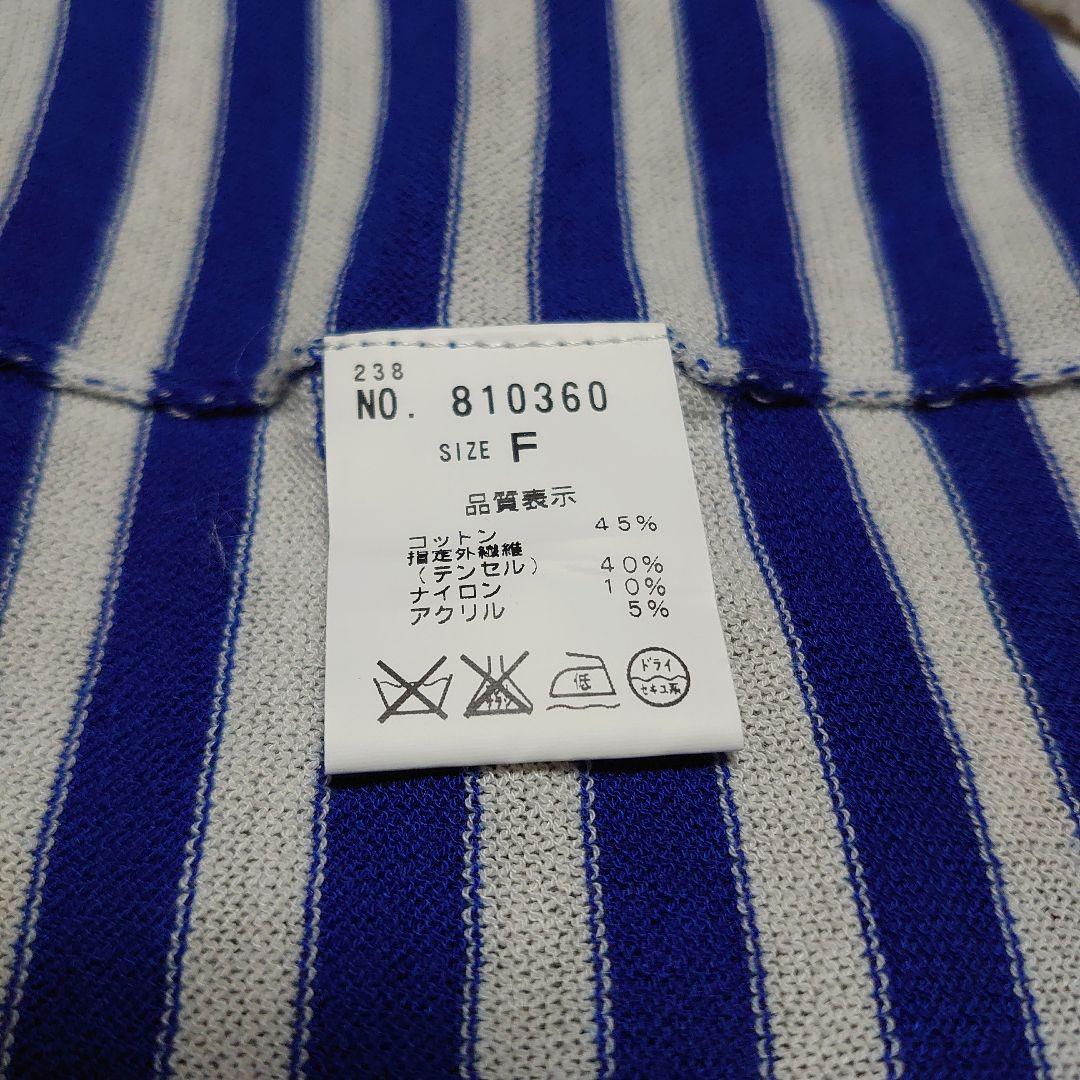 238
NO. 810360
SIZE F
品質表示
コットン 45%
指定外繊維
(テンセル) 40%
ナイロン 10%
アクリル 5%
低
ドライ
セキユ系